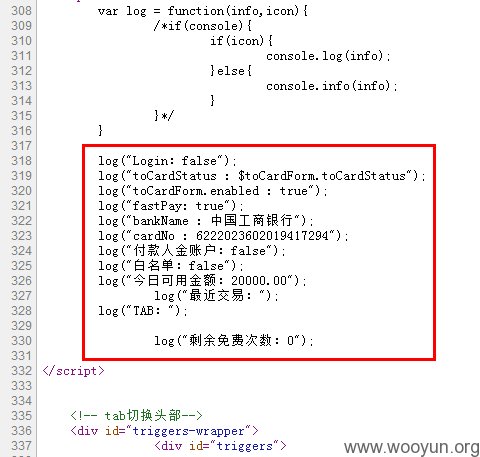 308 var log = function(info,icon){
309 /*if(console){
310 if(icon){
311 console.log(info);
312 }else{
313 console.info(info);
314 }
315 }*/
316 }
317
318 log("Login: false");
319 log("toCardStatus : $toCardForm.toCardStatus");
320 log("toCardForm.enabled : true");
321 log("fastPay: true");
322 log("bankName : 中国工商银行");
323 log("cardNo : 6222023602019417294");
324 log("付款人金账户: false");
325 log("白名单: false");
326 log("今日可用金额: 20000.00");
327 log("最近交易: ");
328 log("TAB: ");
329
330 log("剩余免费次数: 0");
331
332 </script>
333
334
335 <!-- tab切换头部-->
336 <div id="triggers-wrapper">
337 <div id="triggers">
www.wooyun.org